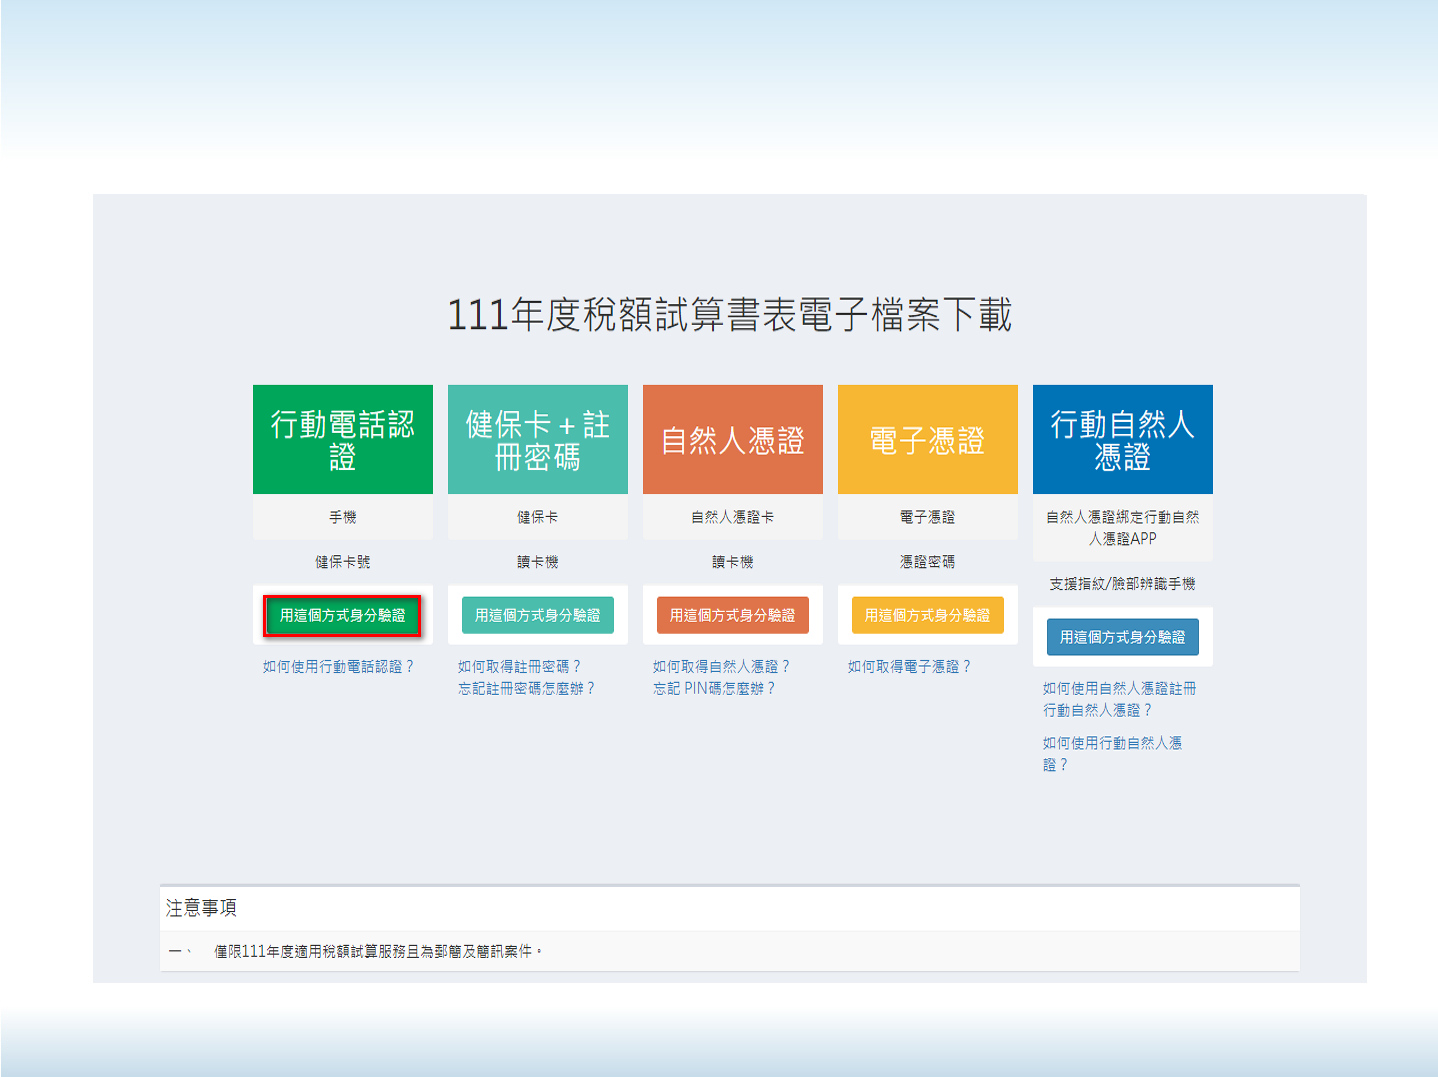 111年度稅額試算書表電子檔案下載
行動電話認
證
手機
健保卡號
用這個方式身分驗證
如何使用行動電話認證？
健保卡＋註
冊密碼
健保卡
讀卡機
用這個方式身分驗證
如何取得註冊密碼？
忘記註冊密碼怎麼辦？
自然人憑證
自然人憑證卡
讀卡機
用這個方式身分驗證
如何取得自然人憑證？
忘記 PIN碼怎麼辦？
電子憑證
電子憑證
憑證密碼
用這個方式身分驗證
如何取得電子憑證？
行動自然人
憑證
自然人憑證綁定行動自然
人憑證APP
支援指紋/臉部辨識手機
用這個方式身分驗證
如何使用自然人憑證註冊
行動自然人憑證？
如何使用行動自然人憑
證？
注意事項
一、 僅限111年度適用稅額試算服務且為郵簡及簡訊案件。